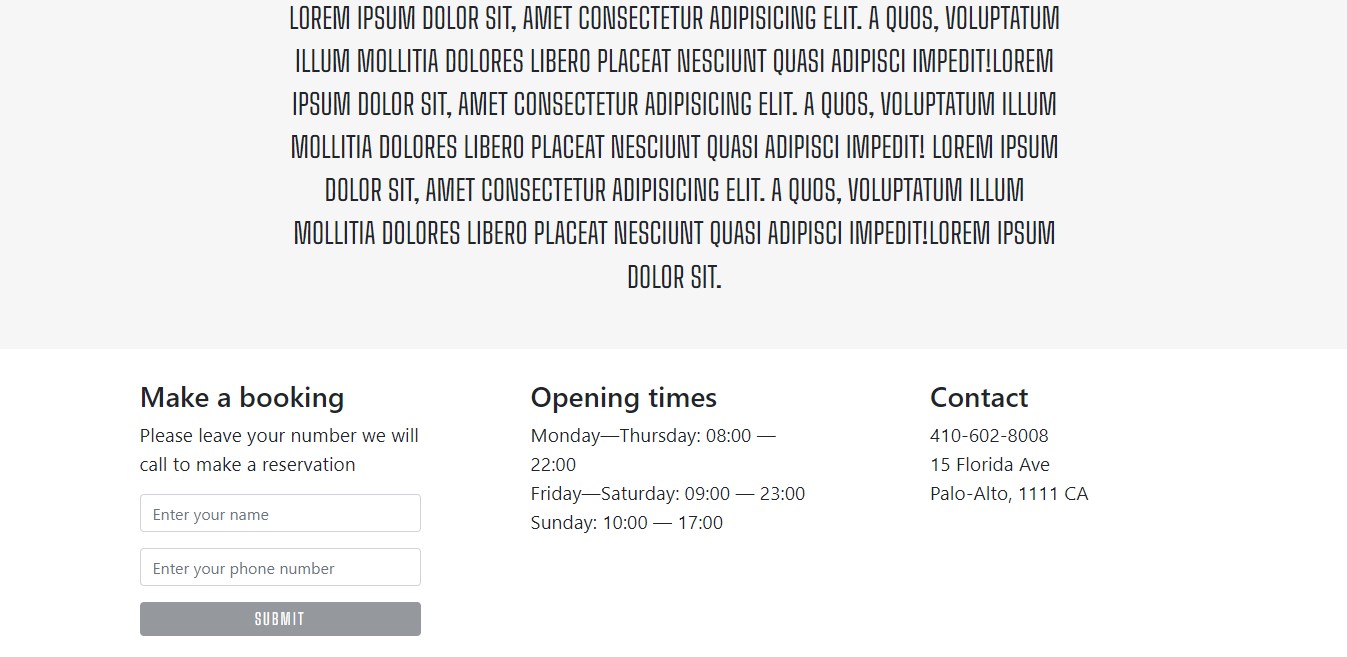 LOREM IPSUM DOLOR SIT, AMET CONSECTETUR ADIPISICING ELIT. A QUOS, VOLUPTATUM
ILLUM MOLLITIA DOLORES LIBERO PLACEAT NESCIUNT QUASI ADIPISCI IMPEDIT!LOREM
IPSUM DOLOR SIT, AMET CONSECTETUR ADIPISICING ELIT. A QUOS, VOLUPTATUM ILLUM
MOLLITIA DOLORES LIBERO PLACEAT NESCIUNT QUASI ADIPISCI IMPEDIT! LOREM IPSUM
DOLOR SIT, AMET CONSECTETUR ADIPISICING ELIT. A QUOS, VOLUPTATUM ILLUM
MOLLITIA DOLORES LIBERO PLACEAT NESCIUNT QUASI ADIPISCI IMPEDIT!LOREM IPSUM
DOLOR SIT.
Make a booking
Please leave your number we will
call to make a reservation
Enter your name
Enter your phone number
SUBMIT
Opening times
Monday—Thursday: 08:00 —
22:00
Friday—Saturday: 09:00 — 23:00
Sunday: 10:00 — 17:00
Contact
410-602-8008
15 Florida Ave
Palo-Alto, 1111 CA